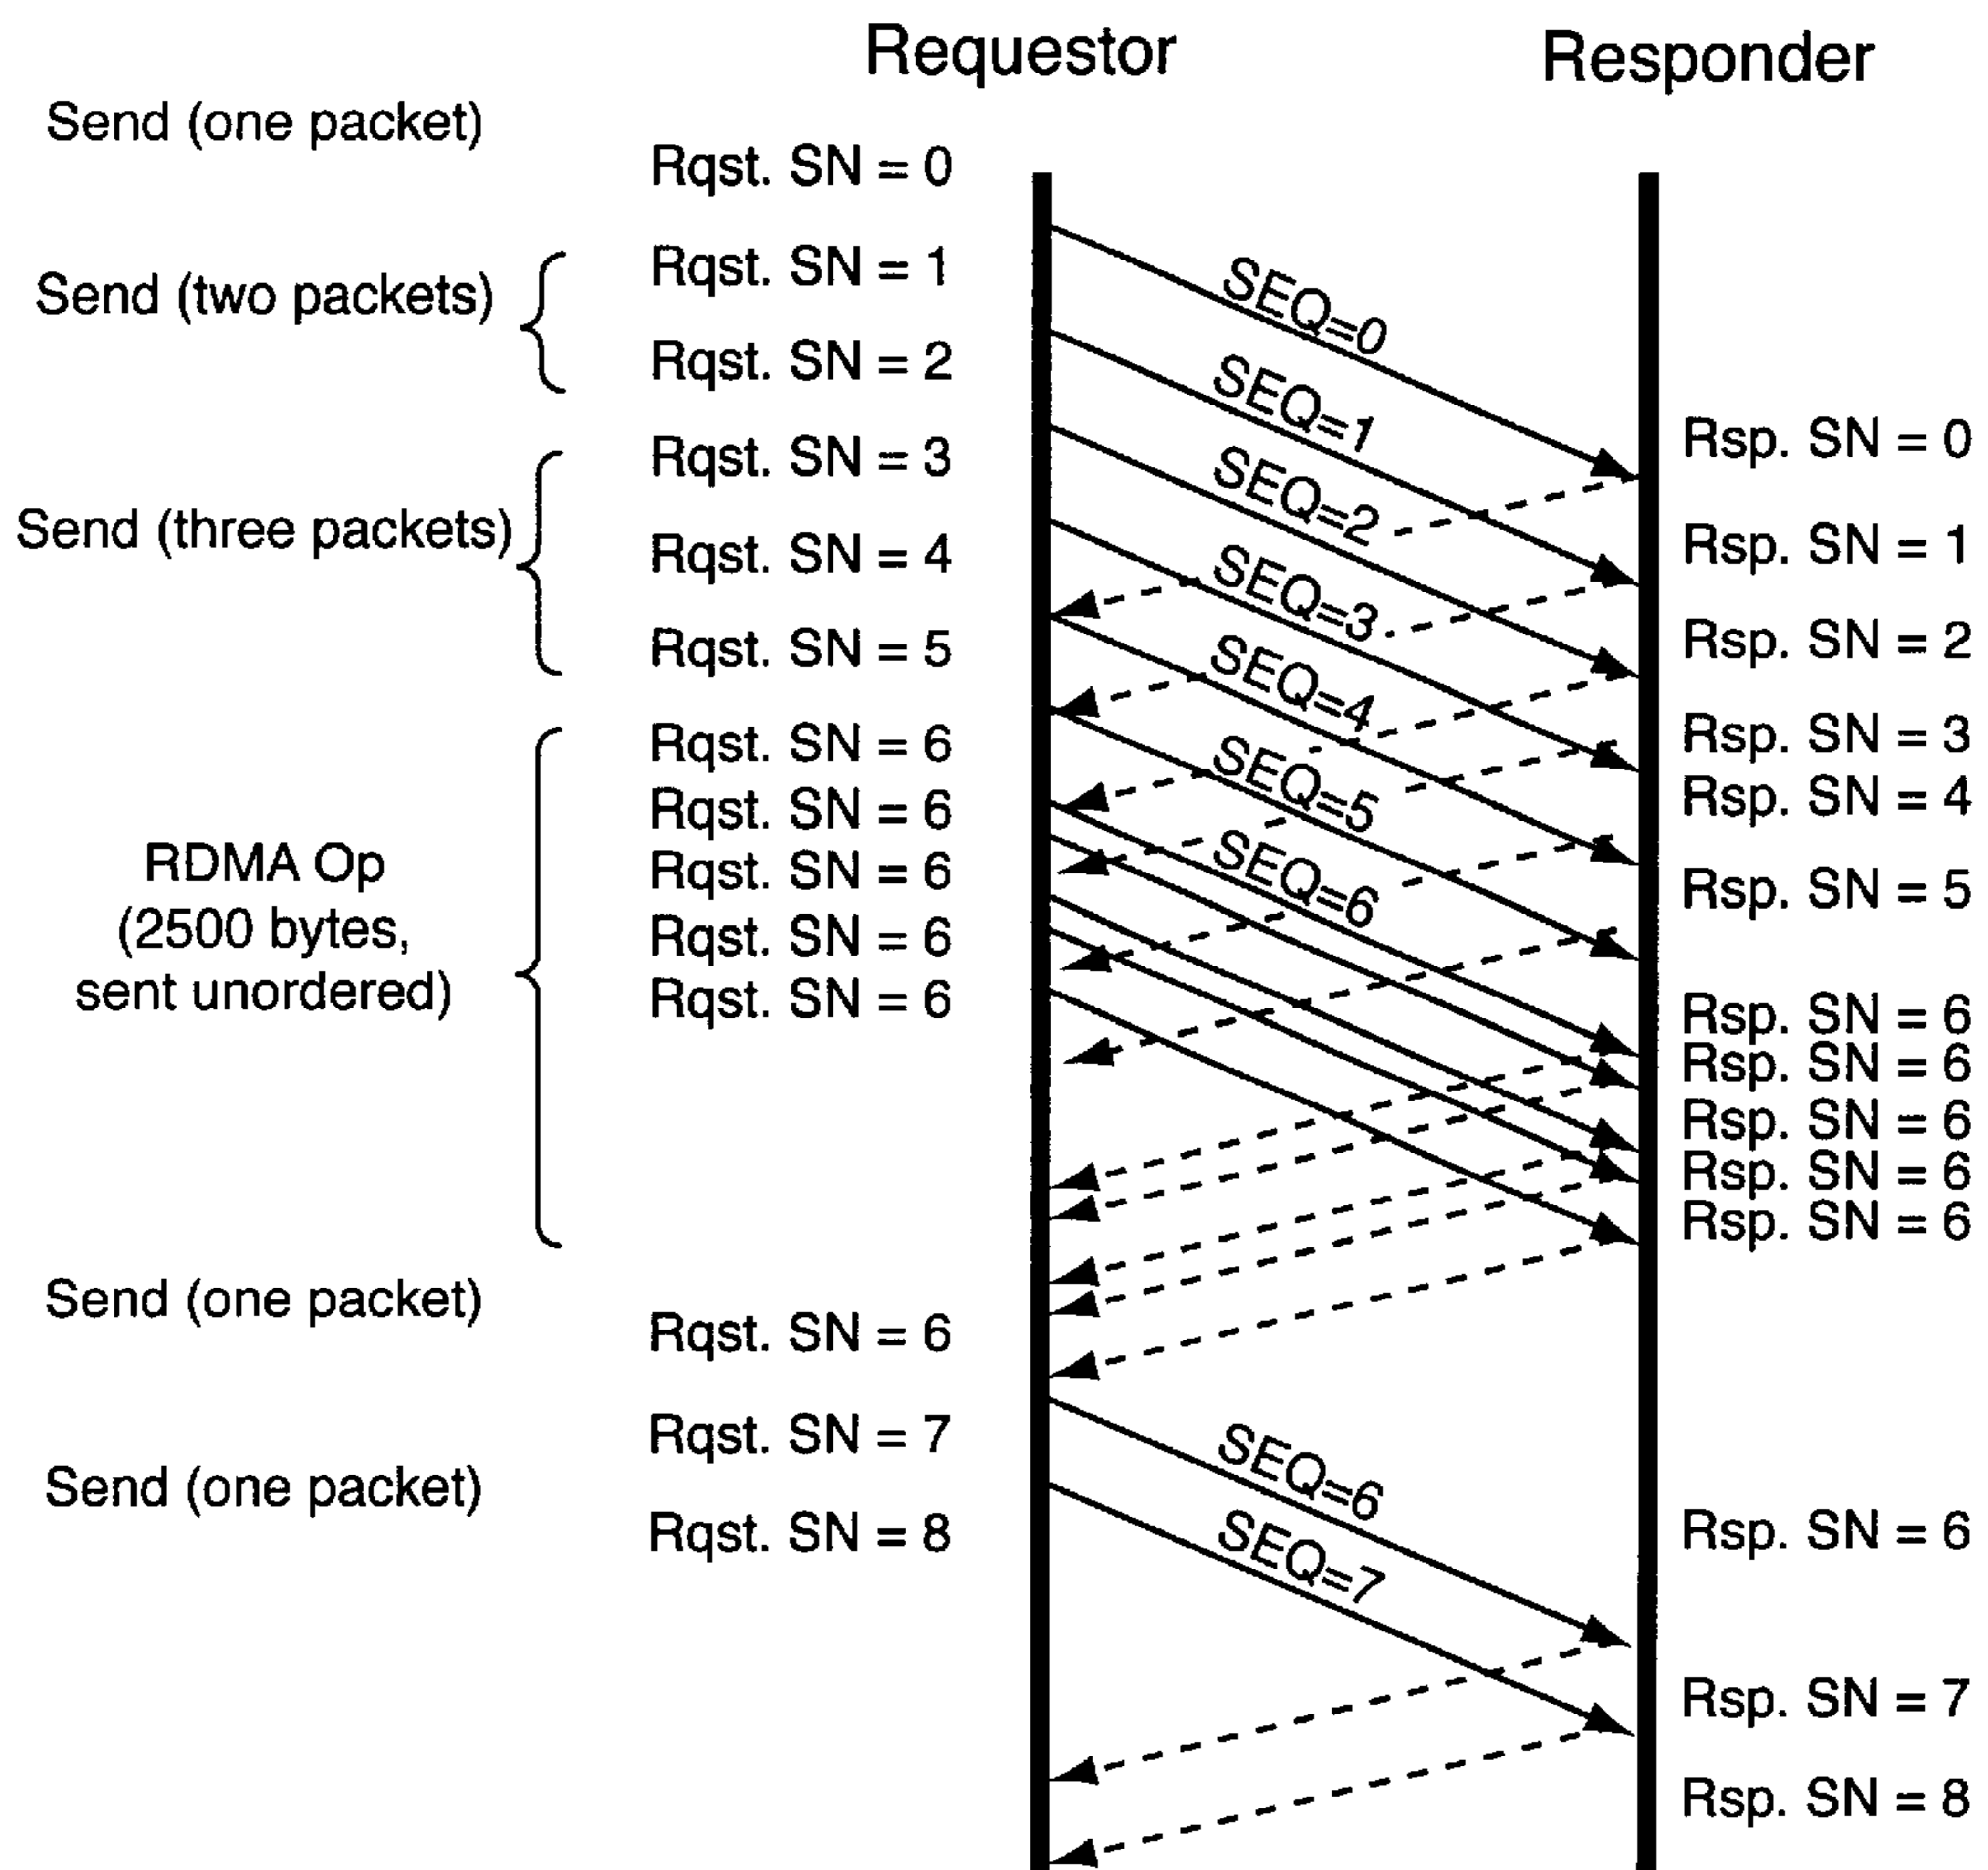 Requestor
Responder
Send (one packet)
Rqst. SN = 0
Send (two packets)
Rqst. SN = 1
Rqst. SN = 2
Send (three packets)
Rqst. SN = 3
Rqst. SN = 4
Rqst. SN = 5
RDMA Op
(2500 bytes,
sent unordered)
Rqst. SN = 6
Rqst. SN = 6
Rqst. SN = 6
Rqst. SN = 6
Rqst. SN = 6
Send (one packet)
Rqst. SN = 6
Rqst. SN = 7
Send (one packet)
Rqst. SN = 8
SEQ=0
SEQ=1
SEQ=2
SEQ=3
SEQ=4
SEQ=5
SEQ=6
SEQ=6
SEQ=7
Rsp. SN = 0
Rsp. SN = 1
Rsp. SN = 2
Rsp. SN = 3
Rsp. SN = 4
Rsp. SN = 5
Rsp. SN = 6
Rsp. SN = 6
Rsp. SN = 6
Rsp. SN = 6
Rsp. SN = 6
Rsp. SN = 6
Rsp. SN = 7
Rsp. SN = 8